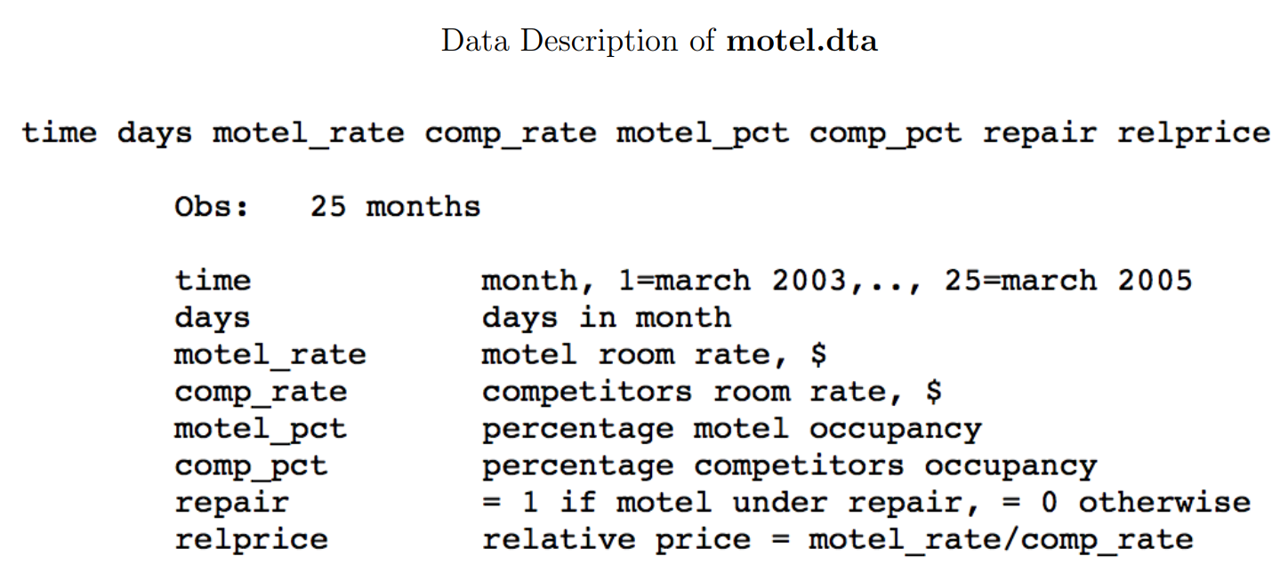 Data Description of motel.dta
time days motel_rate comp_rate motel_pct comp_pct repair relprice
Obs: 25 months
time month, 1=march 2003,.., 25=march 2005
days days in month
motel_rate motel room rate, $
comp_rate competitors room rate, $
motel_pct percentage motel occupancy
comp_pct percentage competitors occupancy
repair = 1 if motel under repair, = 0 otherwise
relprice relative price = motel_rate/comp_rate